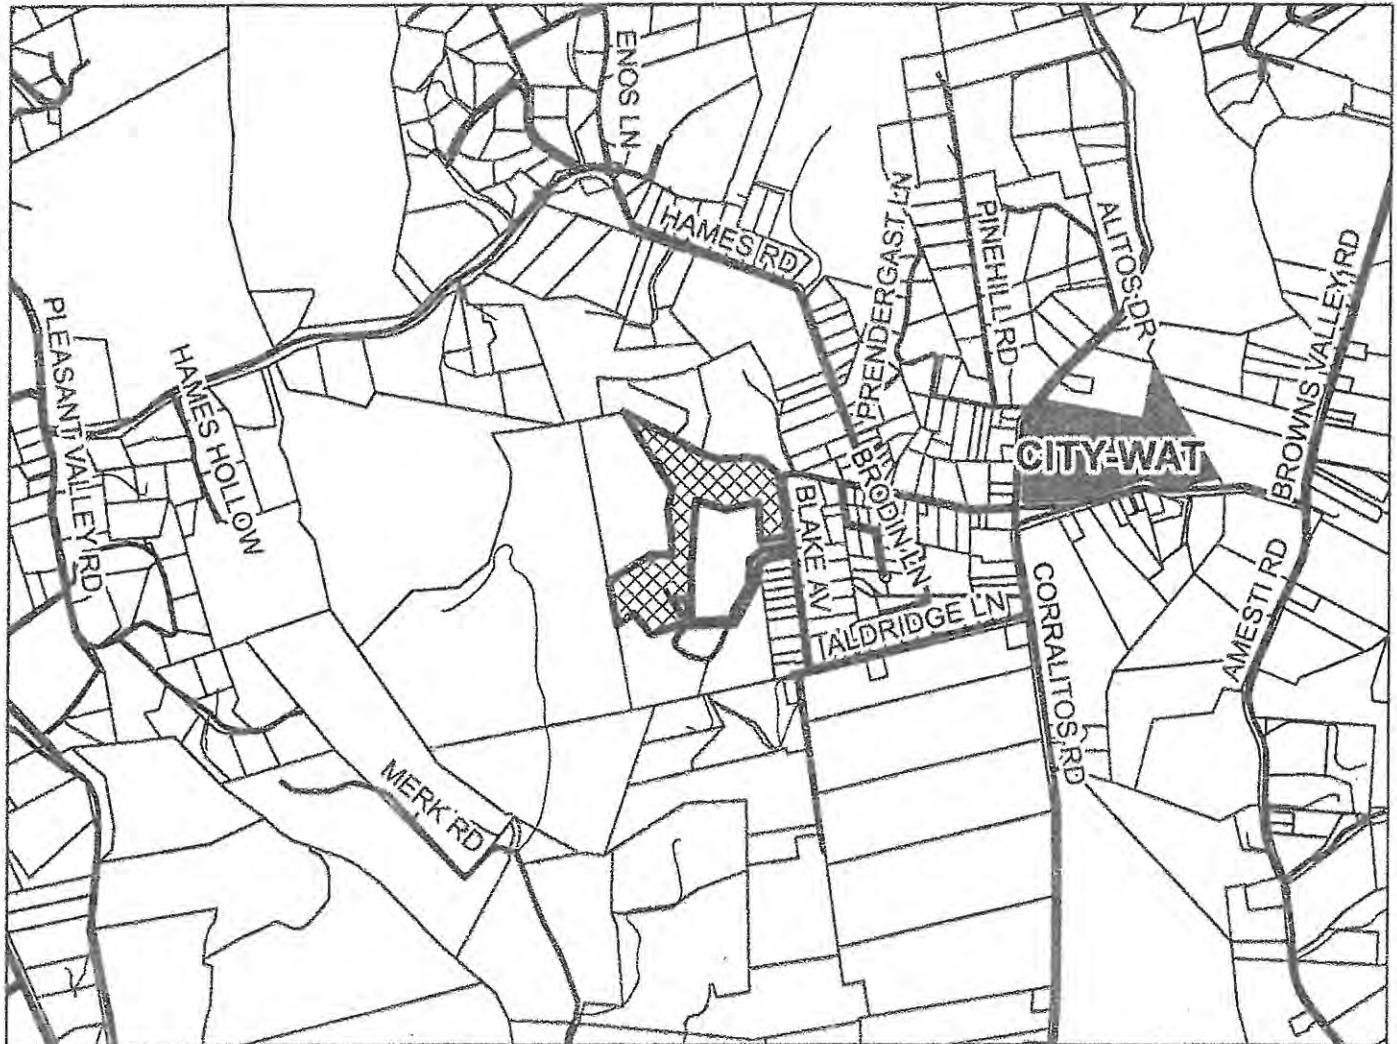 ENOS LN
HAMES RD
PRENDERGAST LN
PINEHILL RD
ALITOS DR
BROWNS VALLEY RD
PLEASANT VALLEY RD
HAMES HOLLOW
CITY-WAT
BLAKE AV
BRODIN LN
TALDRIDGE LN
CORRALITOS RD
AMESTI RD
MERK RD